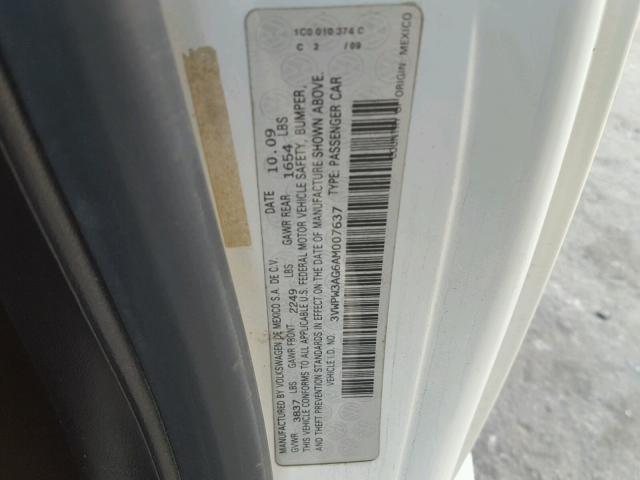 1C0 010 374 C
C 2 /09
MANUFACTURED BY VOLKSWAGEN DE MEXICO S.A. DE C.V. DATE 10.09
GVWR 3837 LBS GAWR FRONT 2249 LBS GAWR REAR 1654 LBS
THIS VEHICLE CONFORMS TO ALL APPLICABLE U.S. FEDERAL MOTOR VEHICLE SAFETY, BUMPER,
AND THEFT PREVENTION STANDARDS IN EFFECT ON THE DATE OF MANUFACTURE SHOWN ABOVE.
VEHICLE I.D. NO. 3VWPW3AG6AM007637 TYPE: PASSENGER CAR
COUNTRY OF ORIGIN MEXICO